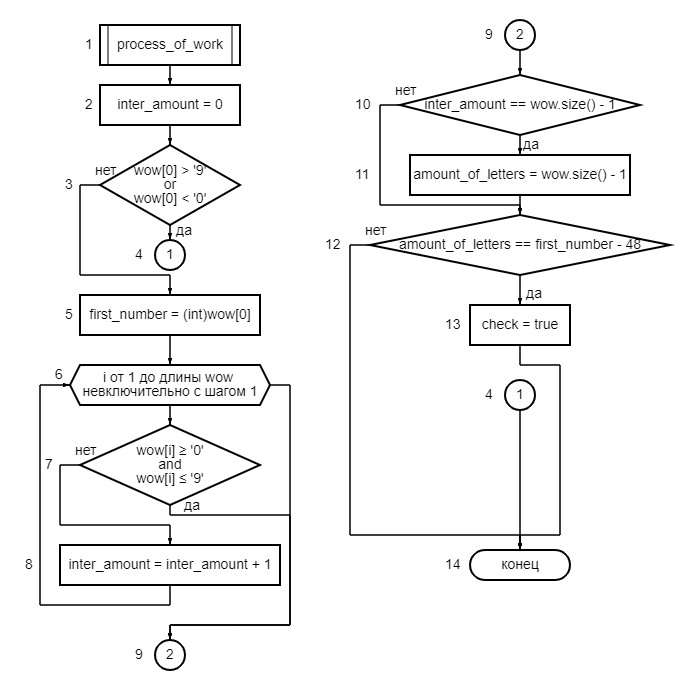 1
process_of_work
2
inter_amount = 0
3
нет
wow[0] > '9'
or
wow[0] < '0'
да
4
1
5
first_number = (int)wow[0]
6
i от 1 до длины wow
невключительно с шагом 1
7
нет
wow[i] ≥ '0'
and
wow[i] ≤ '9'
да
8
inter_amount = inter_amount + 1
9
2
9
2
10
нет
inter_amount == wow.size() - 1
да
11
amount_of_letters = wow.size() - 1
12
нет
amount_of_letters == first_number - 48
да
13
check = true
4
1
14
конец